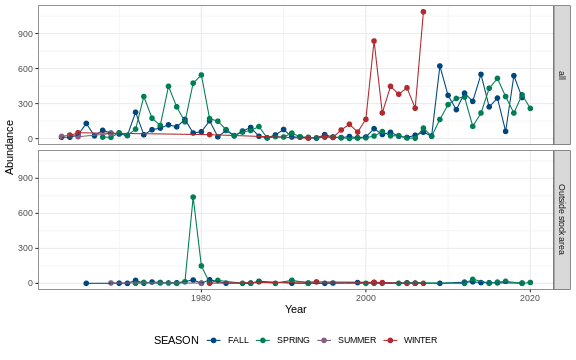 900
600
300
0
all
900
600
300
0
Outside stock area
Abundance
1980
2000
2020
Year
SEASON FALL SPRING SUMMER WINTER